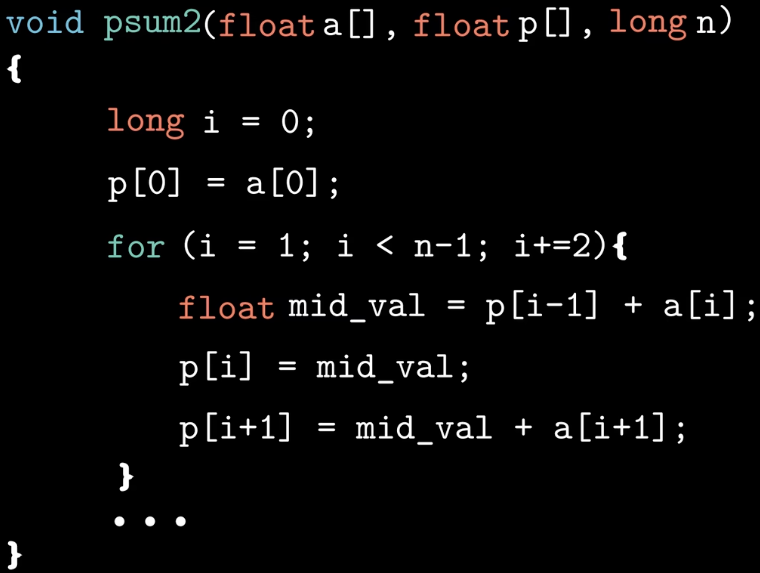 void psum2(float a[], float p[], long n)
{
long i = 0;
p[0] = a[0];
for (i = 1; i < n-1; i+=2){
float mid_val = p[i-1] + a[i];
p[i] = mid_val;
p[i+1] = mid_val + a[i+1];
}
...
}